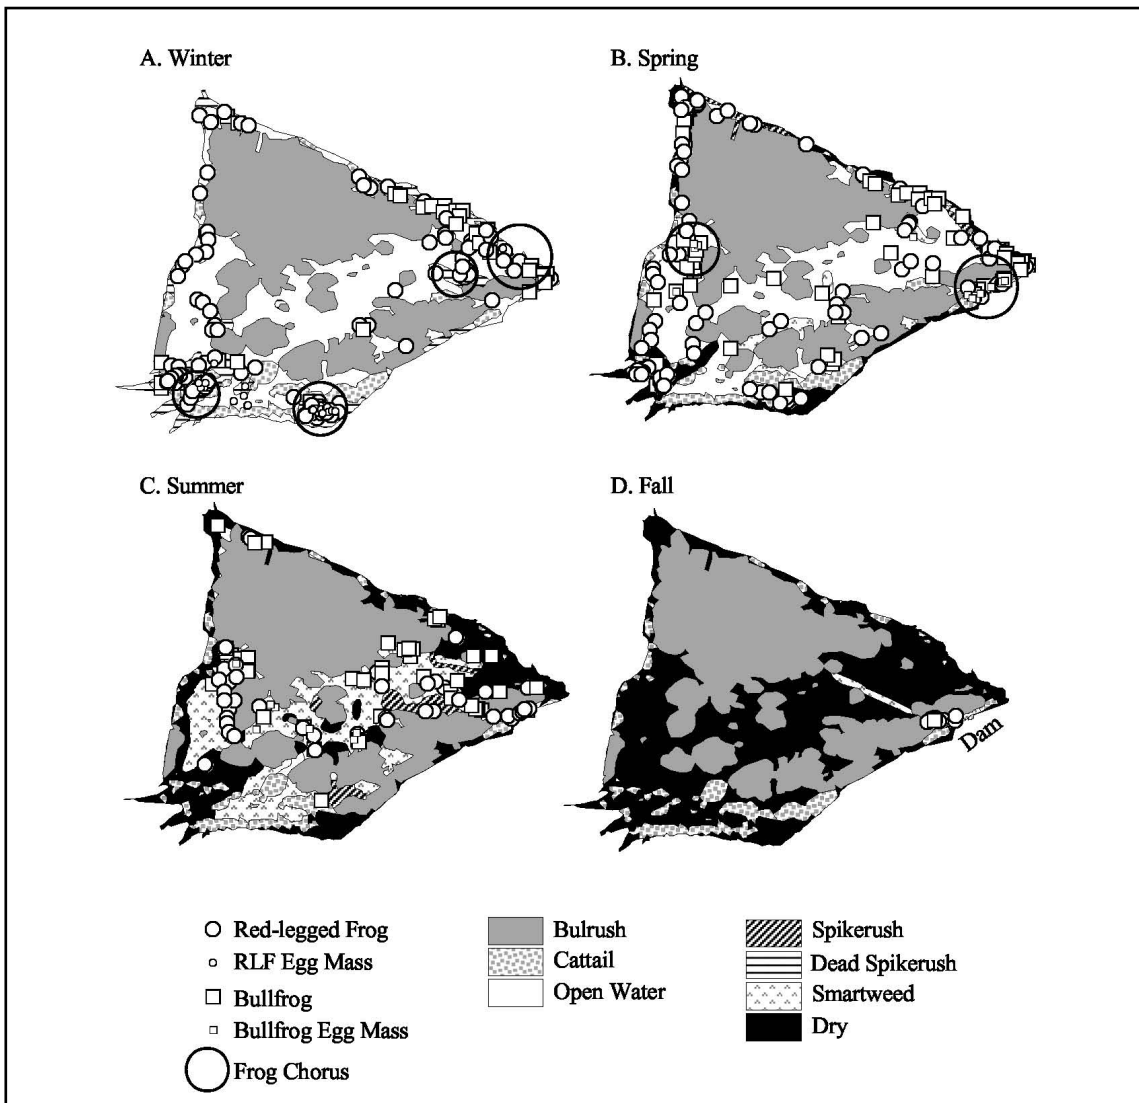 A. Winter
B. Spring
C. Summer
D. Fall
Dam
Red-legged Frog
RLF Egg Mass
Bullfrog
Bullfrog Egg Mass
Frog Chorus
Bulrush
Cattail
Open Water
Spikerush
Dead Spikerush
Smartweed
Dry